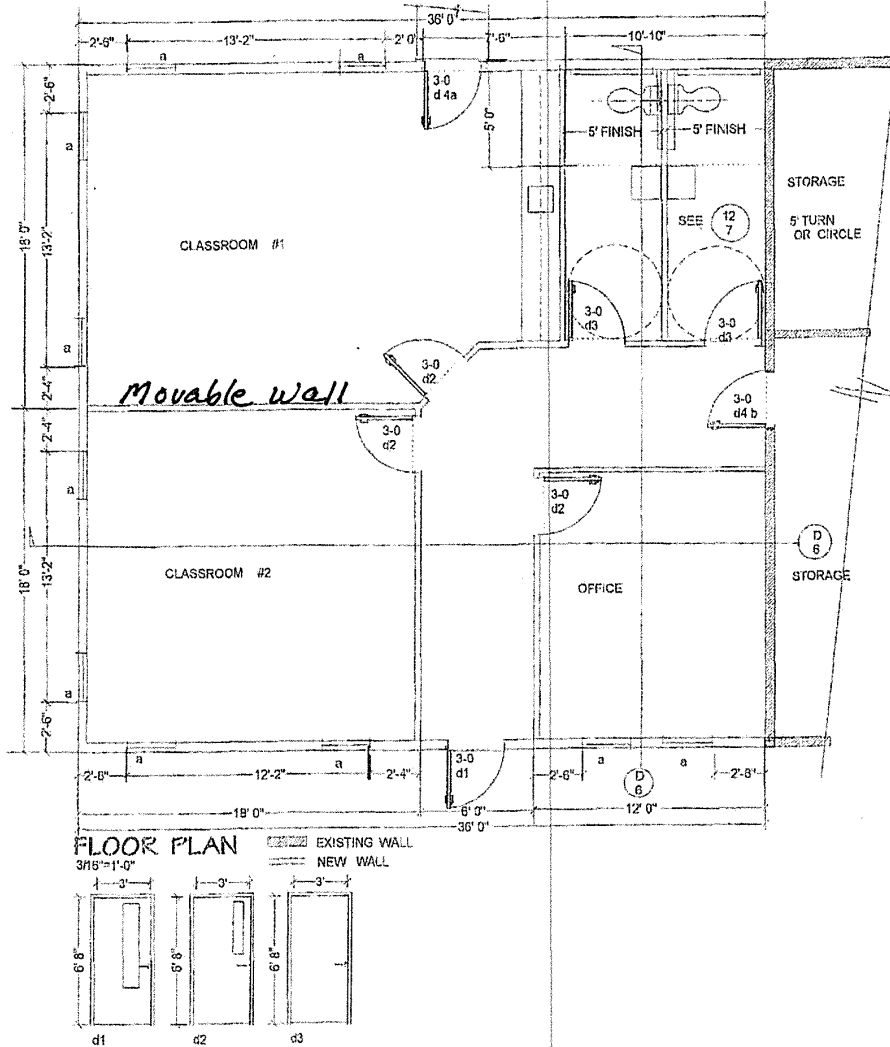 36' 0"
2'-6"
13'-2"
2' 0"
7'-6"
10'-10"
a
a
2'-6"
3-0
d 4a
5' 0"
5' FINISH
5' FINISH
a
STORAGE
SEE
12
7
5' TURN
OR CIRCLE
18' 0"
13'-2"
CLASSROOM #1
3-0
d3
3-0
d3
a
3-0
d2
2'-4"
Movable wall
3-0
d4 b
2'-4"
3-0
d2
a
3-0
d2
D
6
18' 0"
13'-2"
CLASSROOM #2
OFFICE
STORAGE
a
2'-6"
a
a
3-0
d1
a
a
2'-6"
12'-2"
2'-4"
2'-6"
D
6
2'-6"
18' 0"
6' 0"
12' 0"
36' 0"
FLOOR PLAN
3/16"=1'-0"
EXISTING WALL
NEW WALL
3'
3'
3'
6' 8"
6' 8"
6' 8"
d1
d2
d3